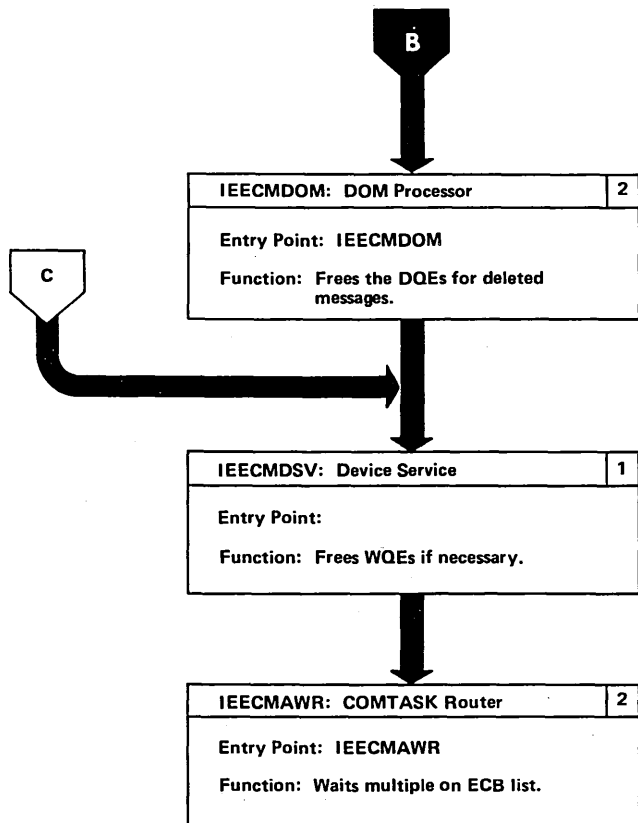 B
IEECMDOM: DOM Processor 2
Entry Point: IEECMDOM
Function: Frees the DQEs for deleted
messages.
C
IEECMDSV: Device Service 1
Entry Point:
Function: Frees WQEs if necessary.
IEECMAWR: COMTASK Router 2
Entry Point: IEECMAWR
Function: Waits multiple on ECB list.